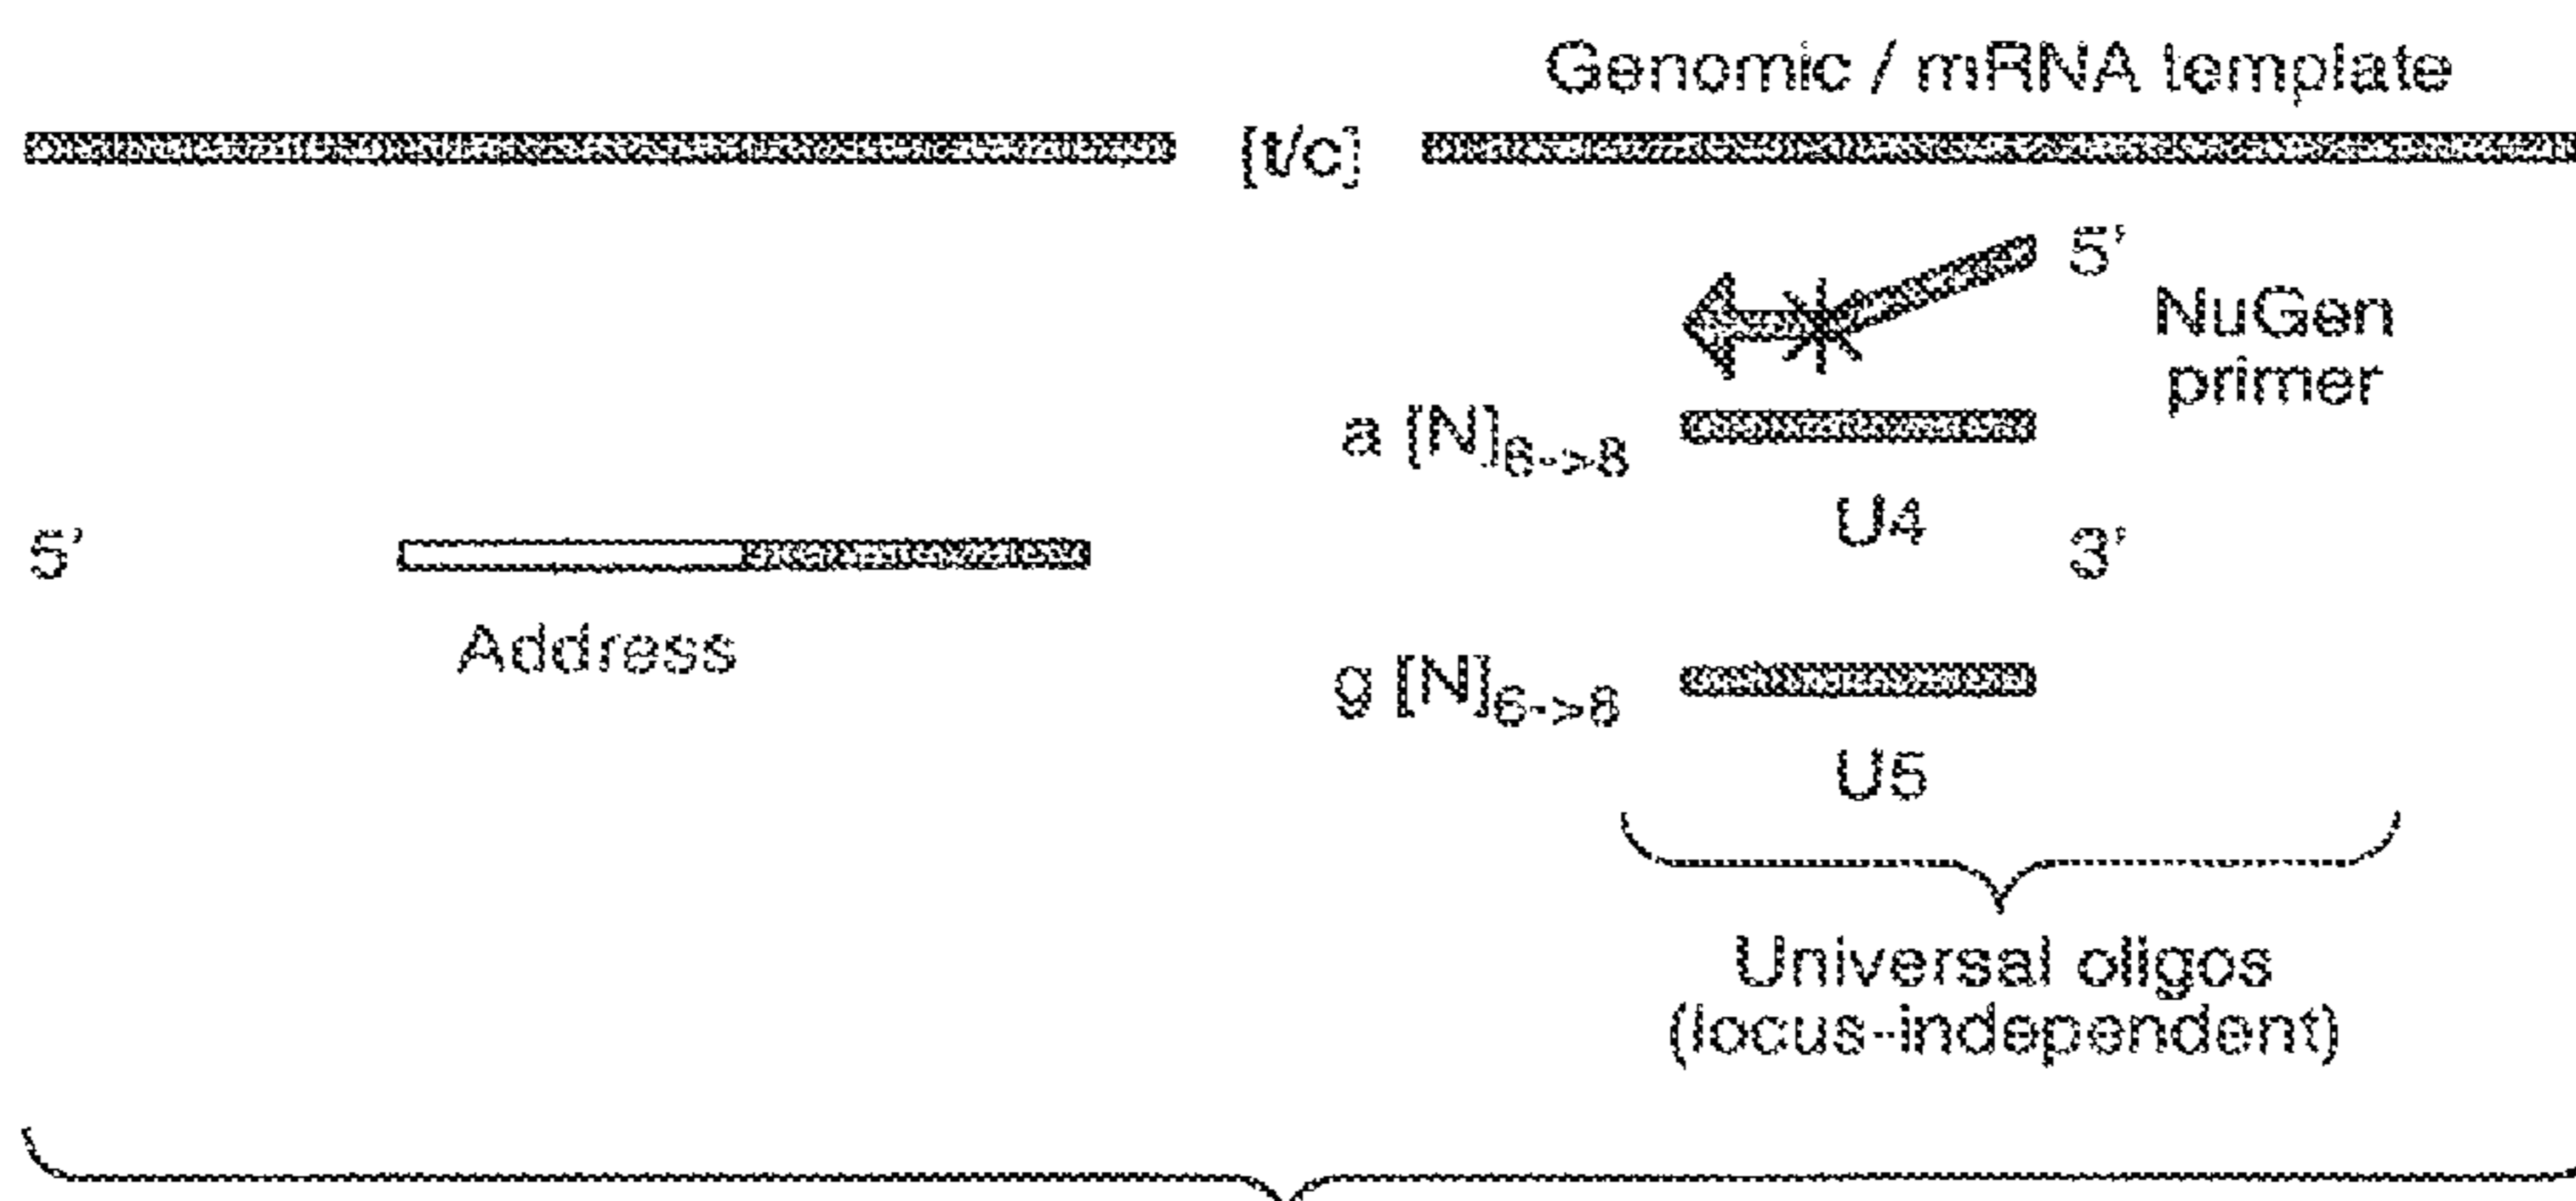 Genomic / mRNA template
[t/c]
5'
NuGen
primer
a [N]6->8
U4
5'
3'
Address
g [N]6->8
U5
Universal oligos
(locus-independent)